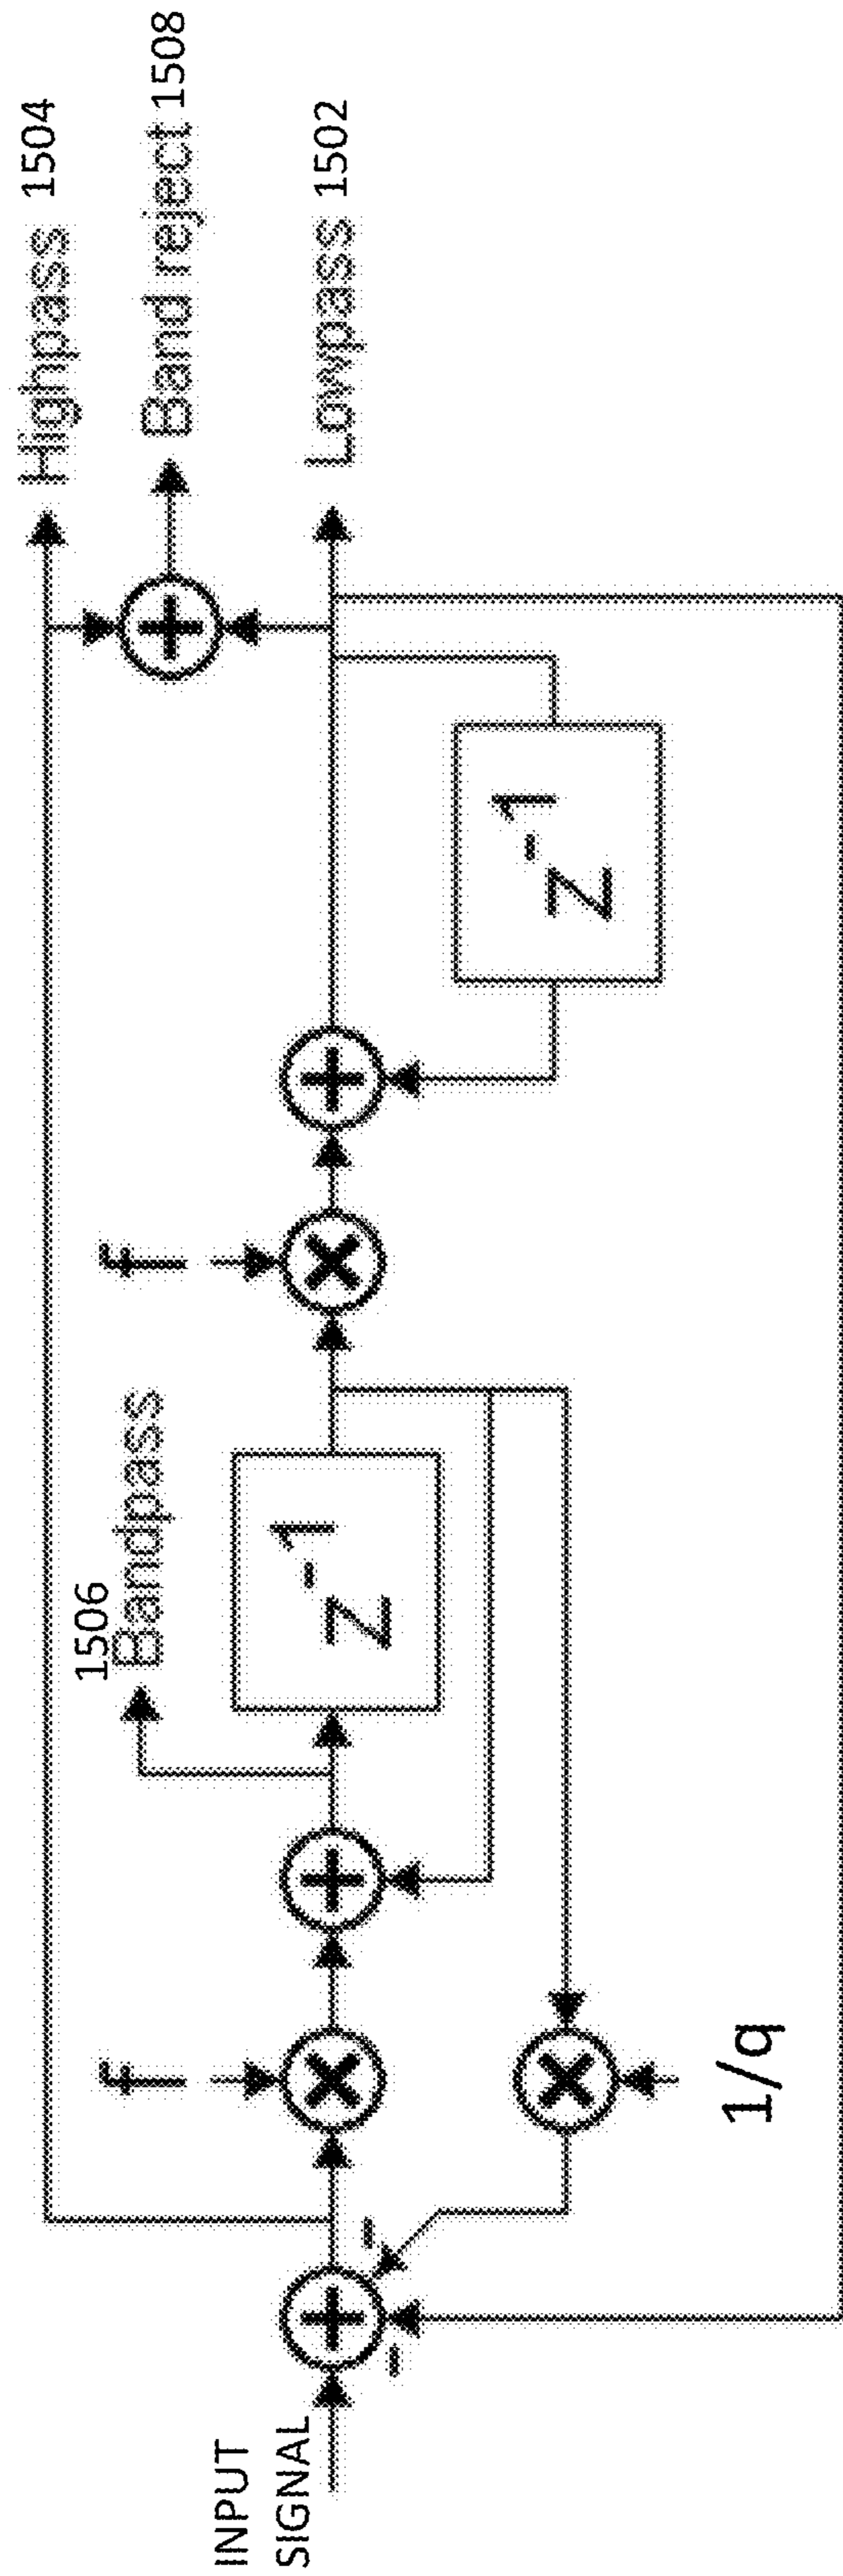 Highpass 1504
Band reject 1508
Lowpass 1502
1506
Bandpass
f
f
z⁻¹
z⁻¹
+
+
+
+
×
×
×
-
-
1/q
INPUT
SIGNAL